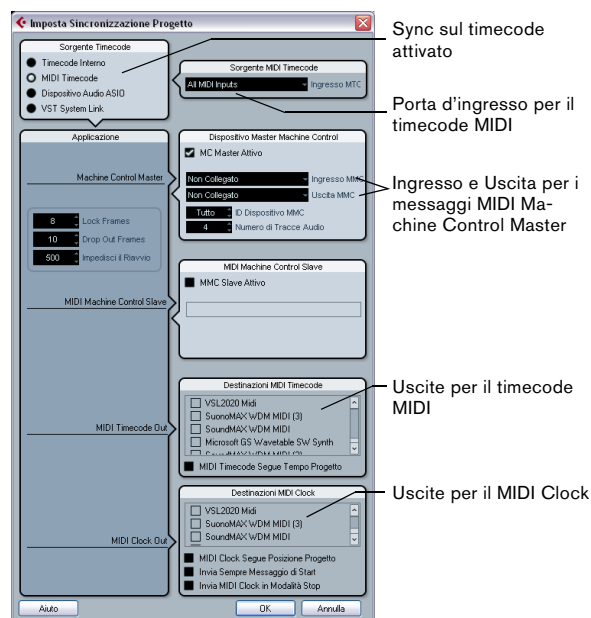 Imposta Sincronizzazione Progetto
Sorgente Timecode
Timecode Interno
MIDI Timecode
Dispositivo Audio ASIO
VST System Link
Sorgente MIDI Timecode
All MIDI Inputs
Ingresso MTC
Applicazione
Machine Control Master
8 Lock Frames
10 Drop Out Frames
500 Impedisci il Riavvio
MIDI Machine Control Slave
MIDI Timecode Out
MIDI Clock Out
Dispositivo Master Machine Control
MC Master Attivo
Non Collegato Ingresso MMC
Non Collegato Uscita MMC
Tutto ID Dispositivo MMC
4 Numero di Tracce Audio
MIDI Machine Control Slave
MMC Slave Attivo
Destinazioni MIDI Timecode
VSL2020 Midi
SuonoMAX WDM MIDI (3)
SoundMAX WDM MIDI
Microsoft GS Wavetable SW Synth
SoundMAX WDM MIDI (2)
MIDI Timecode Segue Tempo Progetto
Destinazioni MIDI Clock
VSL2020 Midi
SuonoMAX WDM MIDI (3)
SoundMAX WDM MIDI
MIDI Clock Segue Posizione Progetto
Invia Sempre Messaggio di Start
Invia MIDI Clock in Modalità Stop
Aiuto
OK
Annulla
Sync sul timecode
attivato
Porta d'ingresso per il
timecode MIDI
Ingresso e Uscita per i
messaggi MIDI Ma-
chine Control Master
Uscite per il timecode
MIDI
Uscite per il MIDI Clock